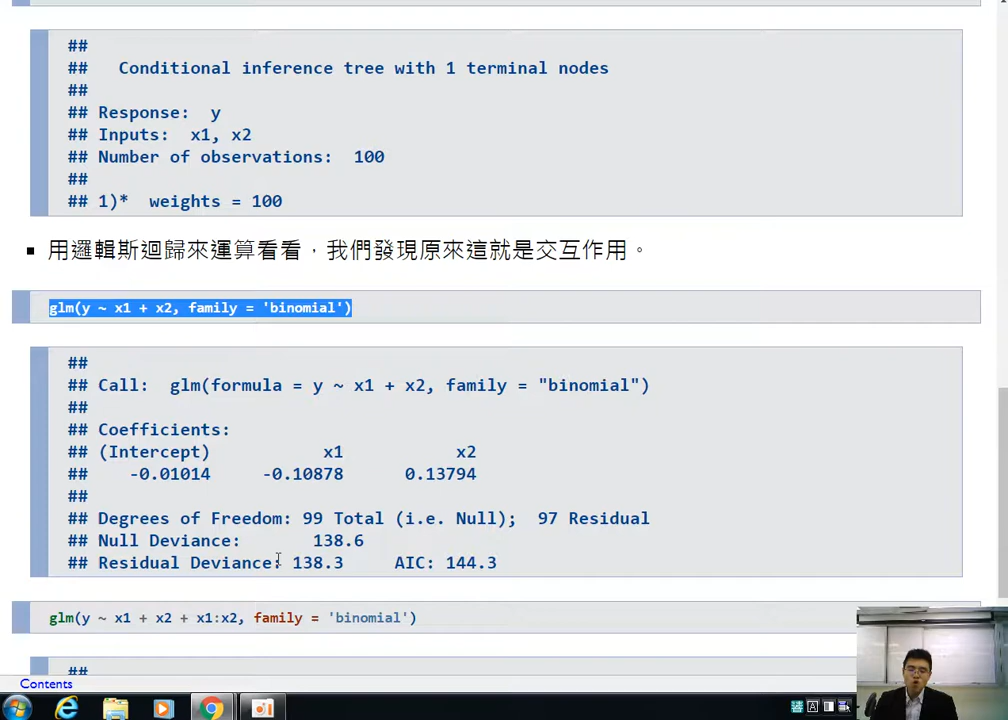 ##
##   Conditional inference tree with 1 terminal nodes
##
## Response:  y
## Inputs:  x1, x2
## Number of observations:  100
##
## 1)*  weights = 100
▪ 用邏輯斯迴歸來運算看看，我們發現原來這就是交互作用。
glm(y ~ x1 + x2, family = 'binomial')
##
## Call:  glm(formula = y ~ x1 + x2, family = "binomial")
##
## Coefficients:
## (Intercept)           x1           x2
##    -0.01014     -0.10878      0.13794
##
## Degrees of Freedom: 99 Total (i.e. Null);  97 Residual
## Null Deviance:       138.6
## Residual Deviance: 138.3     AIC: 144.3
glm(y ~ x1 + x2 + x1:x2, family = 'binomial')
##
Contents